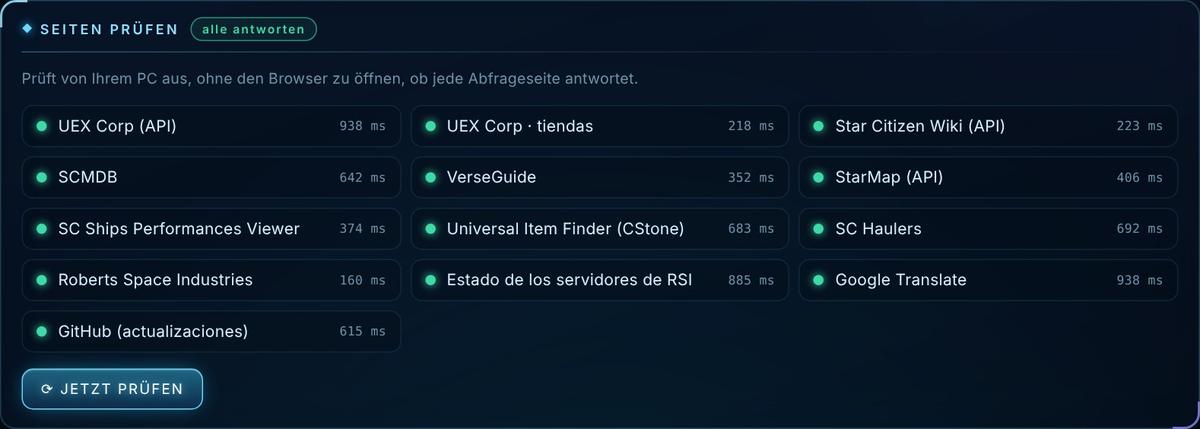 ◆ SEITEN PRÜFEN alle antworten
Prüft von Ihrem PC aus, ohne den Browser zu öffnen, ob jede Abfrageseite antwortet.
UEX Corp (API) 938 ms
UEX Corp · tiendas 218 ms
Star Citizen Wiki (API) 223 ms
SCMDB 642 ms
VerseGuide 352 ms
StarMap (API) 406 ms
SC Ships Performances Viewer 374 ms
Universal Item Finder (CStone) 683 ms
SC Haulers 692 ms
Roberts Space Industries 160 ms
Estado de los servidores de RSI 885 ms
Google Translate 938 ms
GitHub (actualizaciones) 615 ms
⟳ JETZT PRÜFEN